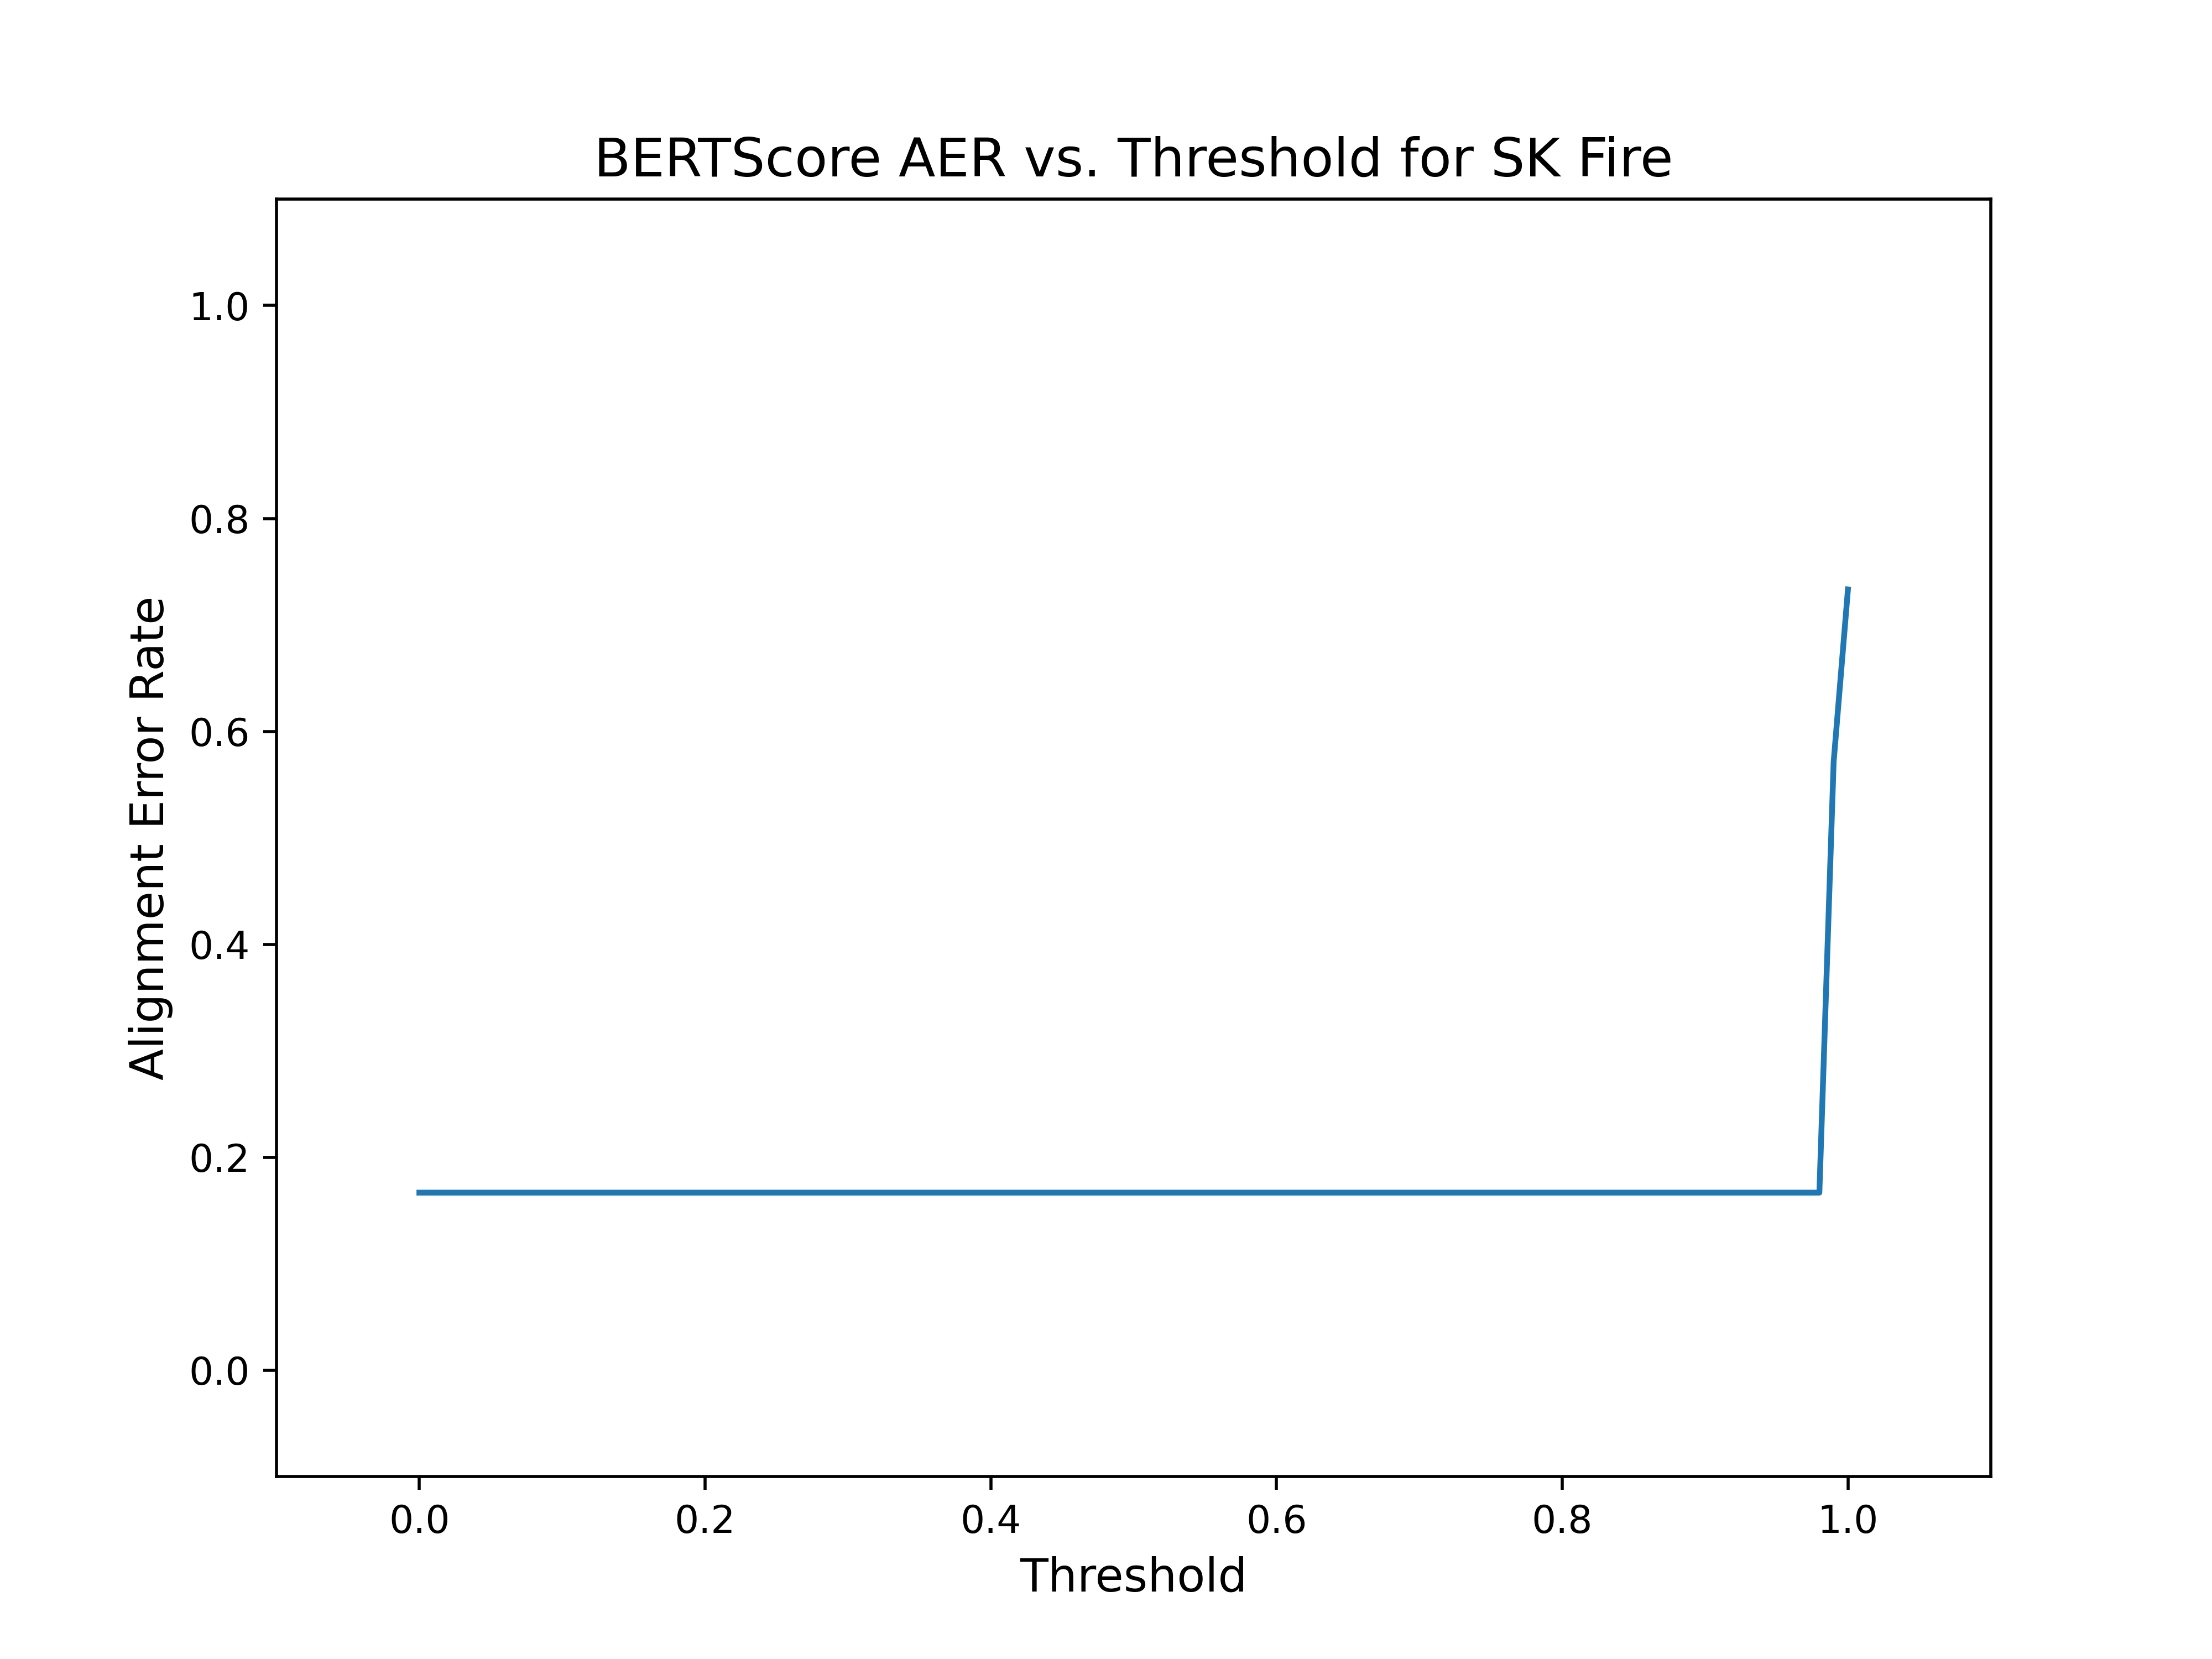 BERTScore AER vs. Threshold for SK Fire
Alignment Error Rate
1.0
0.8
0.6
0.4
0.2
0.0
0.0 0.2 0.4 0.6 0.8 1.0
Threshold